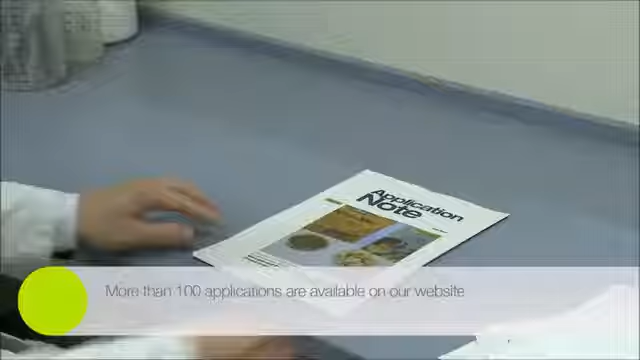 Application
Note
More than 100 applications are available on our website